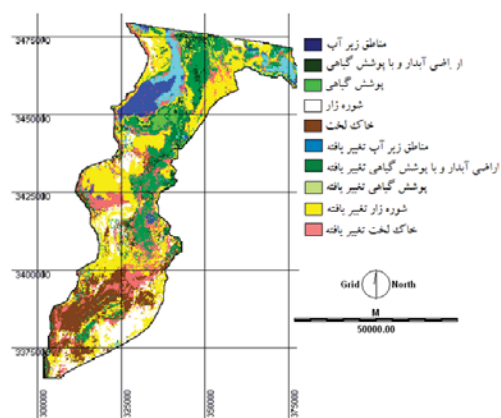 3475000
3450000
3425000
3400000
3375000
300000
325000
350000
375000
مناطق زیر آب
اراضی آبدار و با پوشش گیاهی
پوشش گیاهی
شوره زار
خاک لخت
مناطق زیر آب تغییر یافته
اراضی آبدار و با پوشش گیاهی تغییر یافته
پوشش گیاهی تغییر یافته
شوره زار تغییر یافته
خاک لخت تغییر یافته
Grid North
M
50000.00